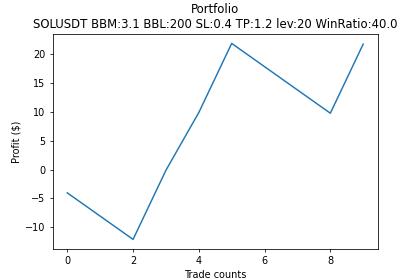 Portfolio
SOLUSDT BBM:3.1 BBL:200 SL:0.4 TP:1.2 lev:20 WinRatio:40.0
20
15
10
5
0
−5
−10
Profit ($)
0 2 4 6 8
Trade counts